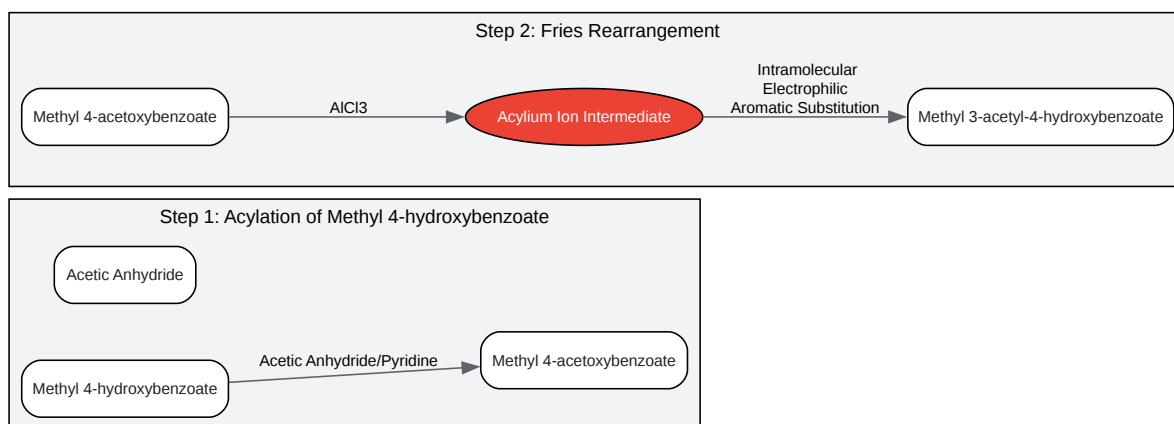 Step 2: Fries Rearrangement
Methyl 4-acetoxybenzoate
AlCl3
Acylium Ion Intermediate
Intramolecular
Electrophilic
Aromatic Substitution
Methyl 3-acetyl-4-hydroxybenzoate
Step 1: Acylation of Methyl 4-hydroxybenzoate
Acetic Anhydride
Methyl 4-hydroxybenzoate
Acetic Anhydride/Pyridine
Methyl 4-acetoxybenzoate